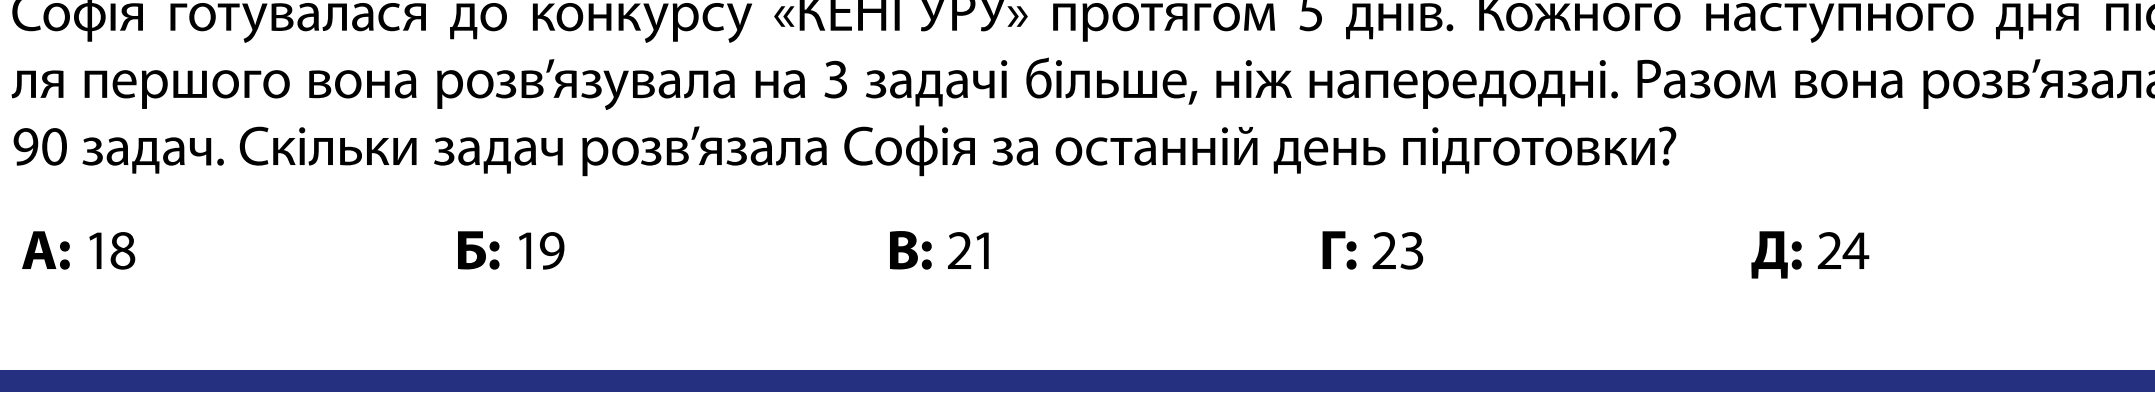 Софія готувалася до конкурсу «КЕНГУРУ» протягом 5 днів. Кожного наступного дня піс
ля першого вона розв’язувала на 3 задачі більше, ніж напередодні. Разом вона розв’язала
90 задач. Скільки задач розв’язала Софія за останній день підготовки?
А: 18 Б: 19 В: 21 Г: 23 Д: 24